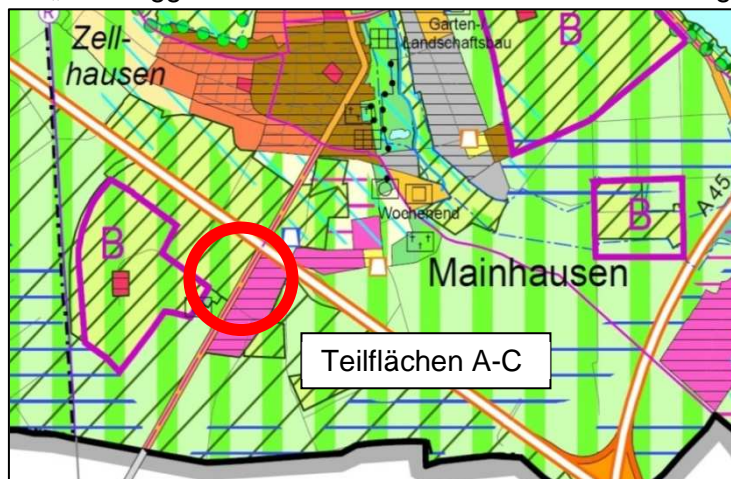 R
Zell-
hausen
Garten-/
Landschaftsbau
B
B
B
A 45
Wochenend
Mainhausen
Teilflächen A-C